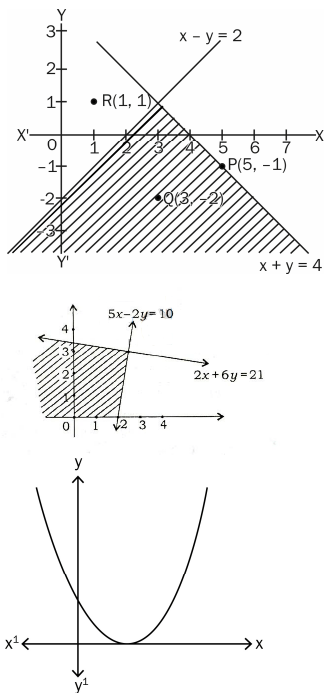 Y
3
x – y = 2
2
1
R(1, 1)
X'
0
1
2
3
4
5
6
7
X
–1
P(5, –1)
–2
Q(3, –2)
–3
Y'
x + y = 4
5x–2y=10
4
3
2x+6y=21
2
1
0
1
2
3
4
y
x¹
x
y¹